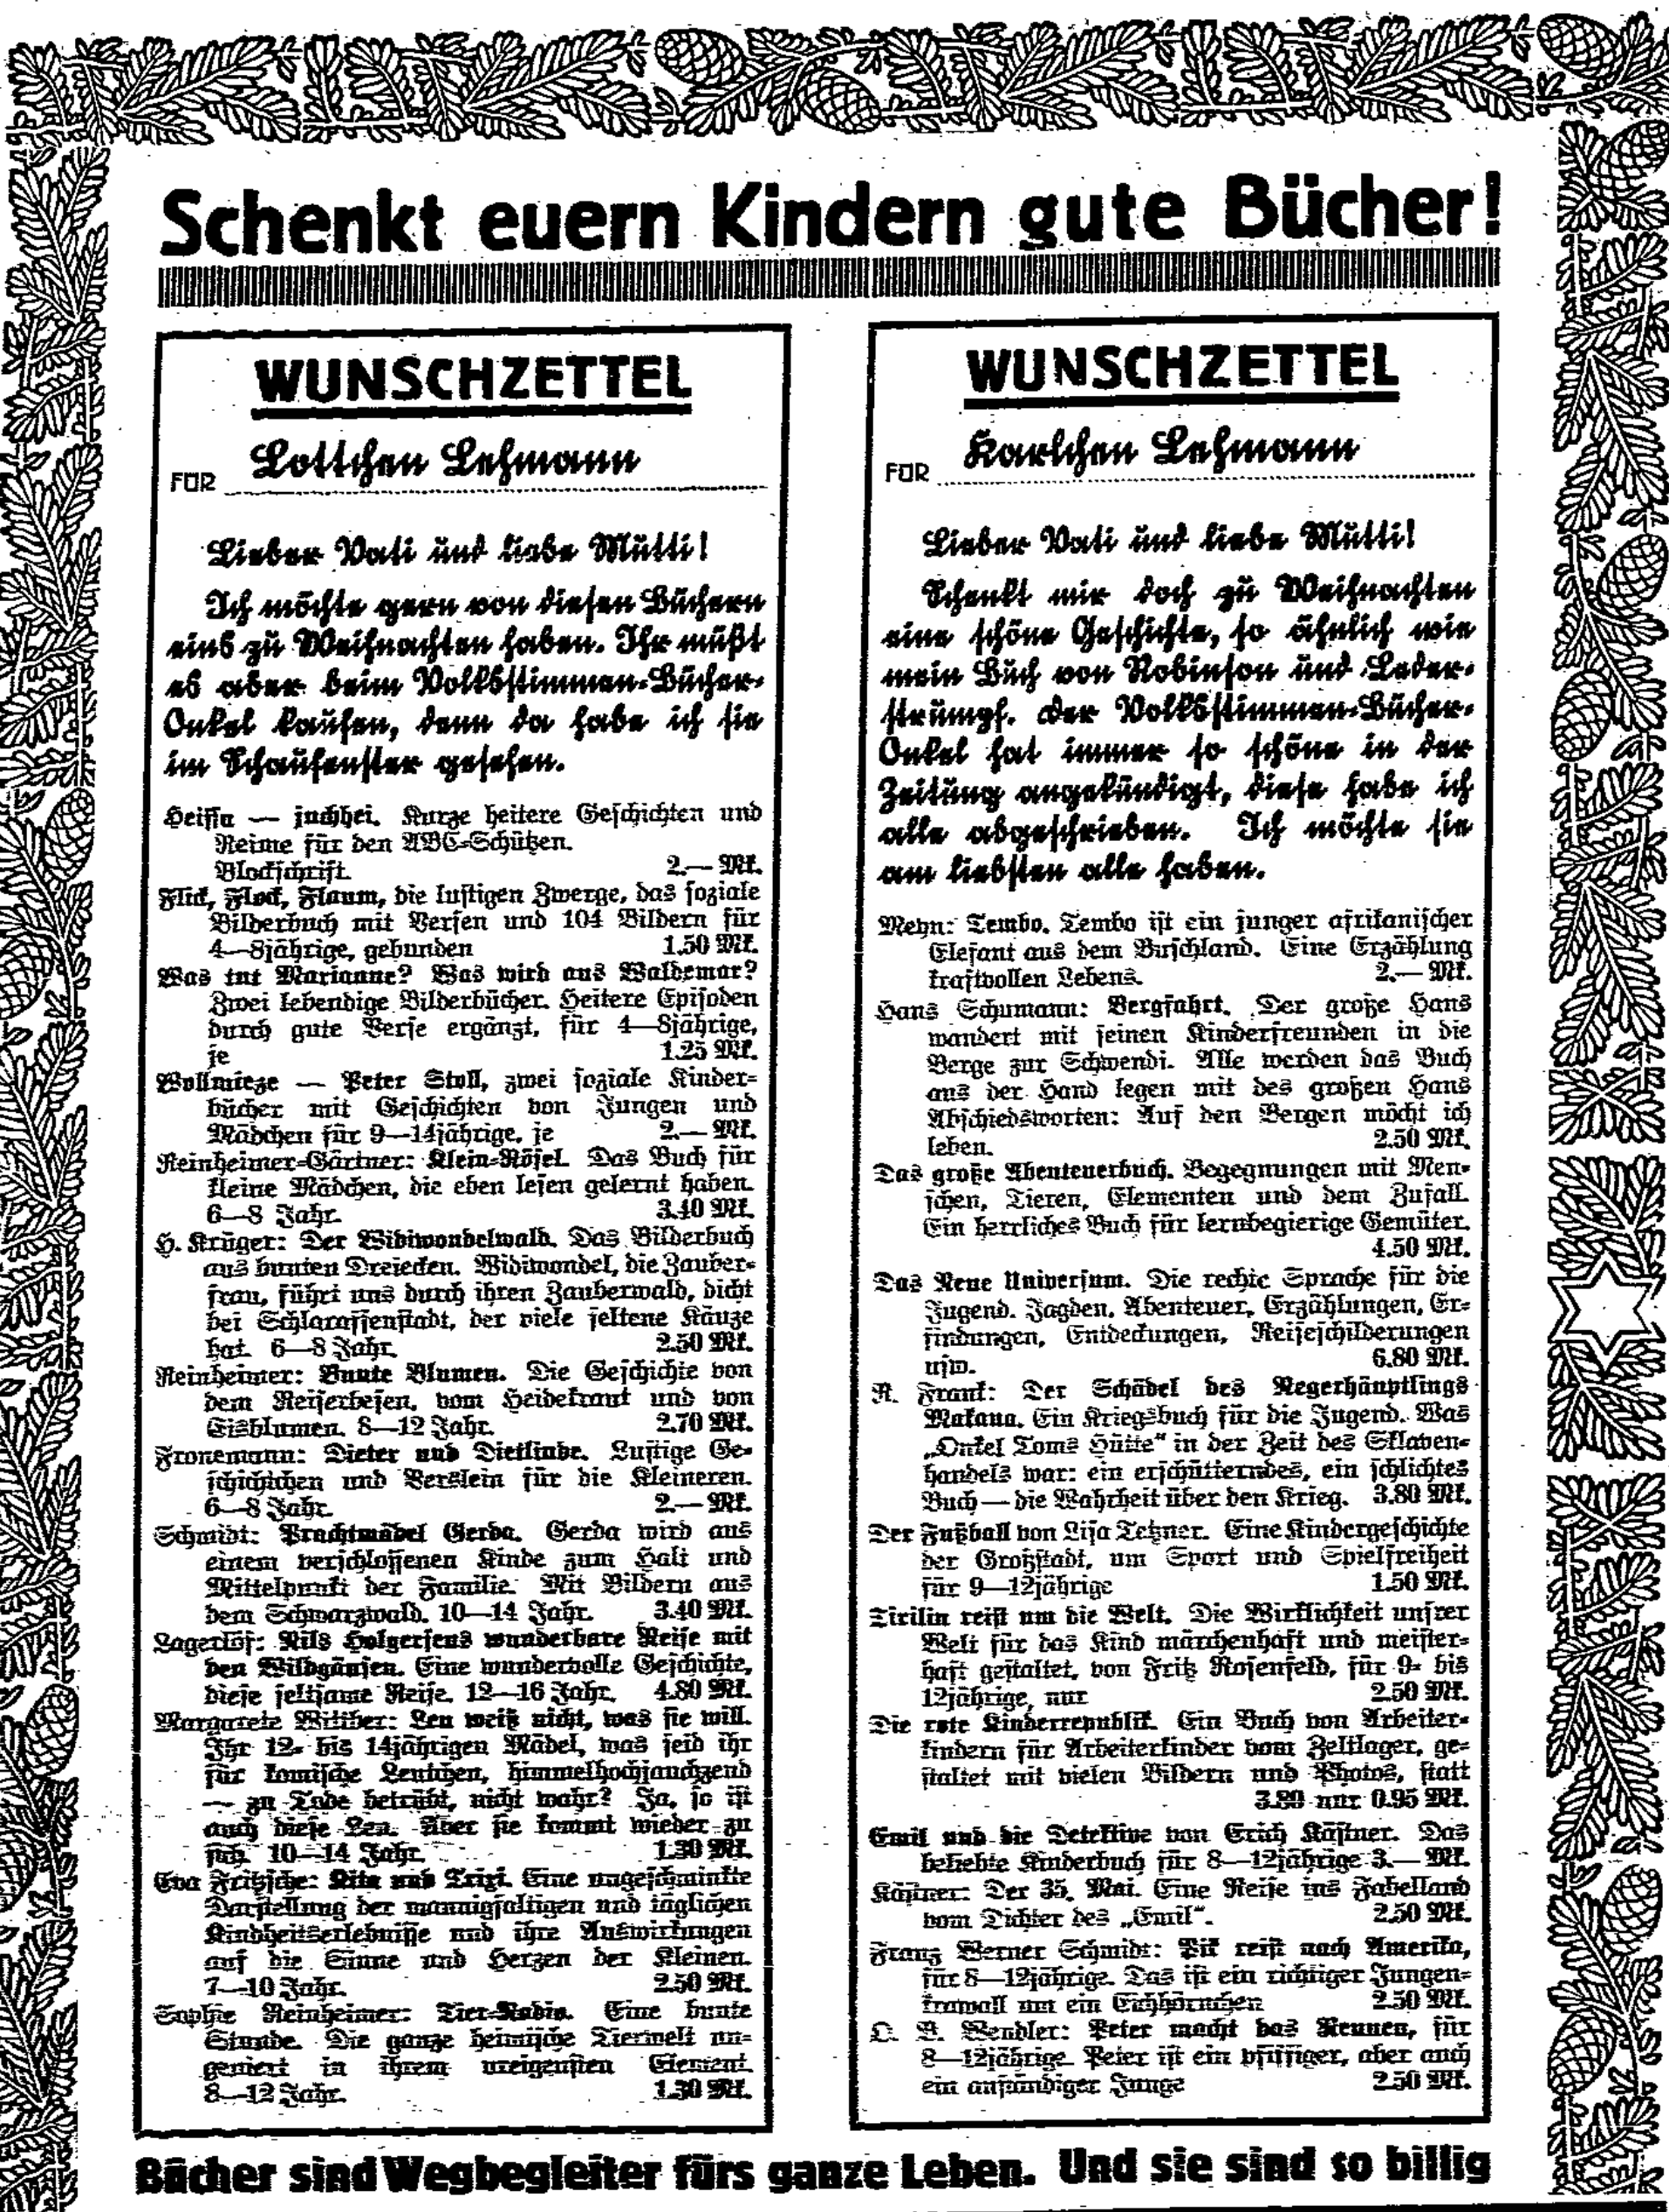 Schenkt euern Kindern gute Bücher!
WUNSCHZETTEL
FÜR Lottchen Lehmann
Lieber Vati und liebe Mutti!
Ich möchte gern von diesen Büchern
eins zu Weihnachten haben. Ihr müßt
es aber beim Volksstimmen-Bücher-
Onkel kaufen, denn da habe ich sie
im Schaufenster gesehen.
Heissa — juchhei. Kurze heitere Geschichten und
Reime für den ABC-Schützen.
Blockschrift 2.— Mk.
Flick, Flock, Flaum, die lustigen Zwerge, das soziale
Bilderbuch mit Versen und 104 Bildern für
4—8jährige, gebunden 1.50 Mk.
Was tut Marianne? Was wird aus Waldemar?
Zwei lebendige Bilderbücher. Heitere Episoden
durch gute Verse ergänzt, für 4—8jährige,
je 1.25 Mk.
Wollmieze — Peter Stoll, zwei soziale Kinder-
bücher mit Geschichten von Jungen und
Mädchen für 9—14jährige, je 2.— Mk.
Reinheimer-Gärtner: Klein-Rösel. Das Buch für
kleine Mädchen, die eben lesen gelernt haben.
6—8 Jahr. 3.40 Mk.
H. Krüger: Der Widiwondelwald. Das Bilderbuch
aus bunten Dreiecken. Widiwondel, die Zauber-
frau, führt uns durch ihren Zauberwald, dicht
bei Schlaraffenstadt, der viele seltene Käuze
hat. 6—8 Jahr. 2.50 Mk.
Reinheimer: Bunte Blumen. Die Geschichte von
dem Reiserbesen, vom Heidekraut und von
Eisblumen. 8—12 Jahr. 2.70 Mk.
Fronemann: Dieter und Dietlinde. Lustige Ge-
schichtchen und Verslein für die Kleineren.
6—8 Jahr. 2.— Mk.
Schmidt: Prachtmädel Gerda. Gerda wird aus
einem verschlossenen Kinde zum Halt und
Mittelpunkt der Familie. Mit Bildern aus
dem Schwarzwald. 10—14 Jahr. 3.40 Mk.
Lagerlöf: Nils Holgersens wunderbare Reise mit
den Wildgänsen. Eine wundervolle Geschichte,
diese seltsame Reise. 12—16 Jahr. 4.80 Mk.
Margarete Len weiß nicht, was sie will.
Ihr 12- bis 14jährigen Mädel, was seid ihr
für komische Leutchen, himmelhochjauchzend
— zu Tode betrübt, nicht wahr? Ja, so ist
auch diese Len. Aber sie kommt wieder zu
sich. 10—14 Jahr. 1.30 Mk.
Eva Fritzsche: Rita und Trixi. Eine ungeschminkte
Darstellung der mannigfaltigen und täglichen
Kindheitserlebnisse und ihre Auswirkungen
auf die Sinne und Herzen der Kleinen.
7—10 Jahr. 2.50 Mk.
Sophie Reinheimer: Tier-Radio. Eine bunte
Stunde. Die ganze heimische Tierwelt un-
geniert in ihrem ureigensten Element.
8—12 Jahr. 1.30 Mk.
WUNSCHZETTEL
FÜR Karlchen Lehmann
Lieber Vati und liebe Mutti!
Schenkt mir doch zu Weihnachten
eine schöne Geschichte, so ähnlich wie
mein Buch von Robinson und Leder-
strumpf. Der Volksstimmen-Bücher-
Onkel hat immer so schöne in der
Zeitung angekündigt, diese habe ich
alle abgeschrieben. Ich möchte sie
am liebsten alle haben.
Meyn: Tembo. Tembo ist ein junger afrikanischer
Elefant aus dem Buschland. Eine Erzählung
kraftvollen Lebens. 2.— Mk.
Hans Schumann: Bergfahrt. Der große Hans
wandert mit seinen Kinderfreunden in die
Berge zur Schwendi. Alle werden das Buch
aus der Hand legen mit des großen Hans
Abschiedsworten: Auf den Bergen möcht ich
leben. 2.50 Mk.
Das große Abenteuerbuch. Begegnungen mit Men-
schen, Tieren, Elementen und dem Zufall.
Ein herrliches Buch für lernbegierige Gemüter.
4.50 Mk.
Das Neue Universum. Die rechte Sprache für die
Jugend. Jagden, Abenteuer, Erzählungen, Er-
findungen, Entdeckungen, Reiseschilderungen
usw. 6.80 Mk.
R. Frank: Der Schädel des Negerhäuptlings
Makaua. Ein Kriegsbuch für die Jugend. Was
„Onkel Toms Hütte“ in der Zeit des Sklaven-
handels war: ein erschütterndes, ein schlichtes
Buch — die Wahrheit über den Krieg. 3.80 Mk.
Der Fußball von Lisa Tetzner. Eine Kindergeschichte
der Großstadt, um Sport und Spielfreiheit
für 9—12jährige 1.50 Mk.
Tirilin reist um die Welt. Die Wirklichkeit unsrer
Welt für das Kind märchenhaft und meister-
haft gestaltet, von Fritz Rosenfeld, für 9- bis
12jährige, nur 2.50 Mk.
Die rote Kinderrepublik. Ein Buch von Arbeiter-
kindern für Arbeiterkinder vom Zeltlager, ge-
staltet mit vielen Bildern und Photos, statt
3.80 nur 0.95 Mk.
Emil und die Detektive von Erich Kästner. Das
beliebte Kinderbuch für 8—12jährige 3.— Mk.
Kästner: Der 35. Mai. Eine Reise ins Fabelland
vom Dichter des „Emil“. 2.50 Mk.
Franz Werner Schmidt: Pit reist nach Amerika,
für 8—12jährige. Das ist ein richtiger Jungen-
krawall um ein Eichhörnchen 2.50 Mk.
O. B. Wendler: Peter macht das Rennen, für
8—12jährige. Peter ist ein pfiffiger, aber auch
ein anständiger Junge 2.50 Mk.
Bücher sind Wegbegleiter fürs ganze Leben. Und sie sind so billig